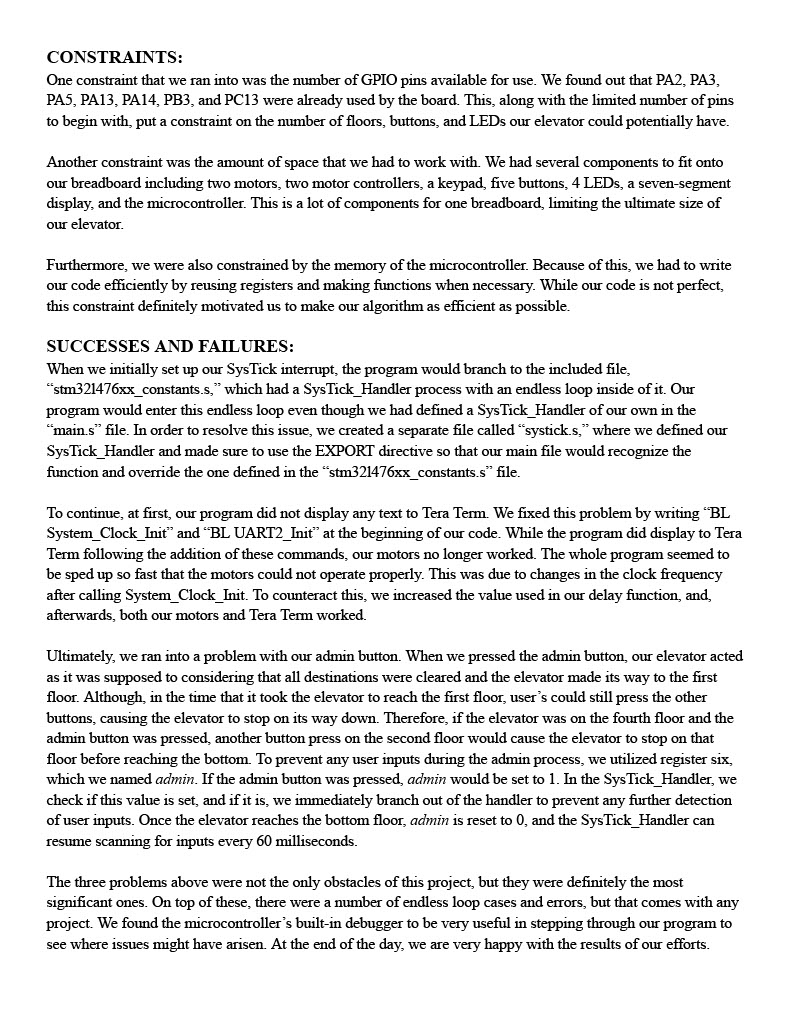 CONSTRAINTS:
One constraint that we ran into was the number of GPIO pins available for use. We found out that PA2, PA3,
PA5, PA13, PA14, PB3, and PC13 were already used by the board. This, along with the limited number of pins
to begin with, put a constraint on the number of floors, buttons, and LEDs our elevator could potentially have.
Another constraint was the amount of space that we had to work with. We had several components to fit onto
our breadboard including two motors, two motor controllers, a keypad, five buttons, 4 LEDs, a seven-segment
display, and the microcontroller. This is a lot of components for one breadboard, limiting the ultimate size of
our elevator.
Furthermore, we were also constrained by the memory of the microcontroller. Because of this, we had to write
our code efficiently by reusing registers and making functions when necessary. While our code is not perfect,
this constraint definitely motivated us to make our algorithm as efficient as possible.
SUCCESSES AND FAILURES:
When we initially set up our SysTick interrupt, the program would branch to the included file,
“stm32l476xx_constants.s,” which had a SysTick_Handler process with an endless loop inside of it. Our
program would enter this endless loop even though we had defined a SysTick_Handler of our own in the
“main.s” file. In order to resolve this issue, we created a separate file called “systick.s,” where we defined our
SysTick_Handler and made sure to use the EXPORT directive so that our main file would recognize the
function and override the one defined in the “stm32l476xx_constants.s” file.
To continue, at first, our program did not display any text to Tera Term. We fixed this problem by writing “BL
System_Clock_Init” and “BL UART2_Init” at the beginning of our code. While the program did display to Tera
Term following the addition of these commands, our motors no longer worked. The whole program seemed to
be sped up so fast that the motors could not operate properly. This was due to changes in the clock frequency
after calling System_Clock_Init. To counteract this, we increased the value used in our delay function, and,
afterwards, both our motors and Tera Term worked.
Ultimately, we ran into a problem with our admin button. When we pressed the admin button, our elevator acted
as it was supposed to considering that all destinations were cleared and the elevator made its way to the first
floor. Although, in the time that it took the elevator to reach the first floor, user’s could still press the other
buttons, causing the elevator to stop on its way down. Therefore, if the elevator was on the fourth floor and the
admin button was pressed, another button press on the second floor would cause the elevator to stop on that
floor before reaching the bottom. To prevent any user inputs during the admin process, we utilized register six,
which we named admin. If the admin button was pressed, admin would be set to 1. In the SysTick_Handler, we
check if this value is set, and if it is, we immediately branch out of the handler to prevent any further detection
of user inputs. Once the elevator reaches the bottom floor, admin is reset to 0, and the SysTick_Handler can
resume scanning for inputs every 60 milliseconds.
The three problems above were not the only obstacles of this project, but they were definitely the most
significant ones. On top of these, there were a number of endless loop cases and errors, but that comes with any
project. We found the microcontroller’s built-in debugger to be very useful in stepping through our program to
see where issues might have arisen. At the end of the day, we are very happy with the results of our efforts.